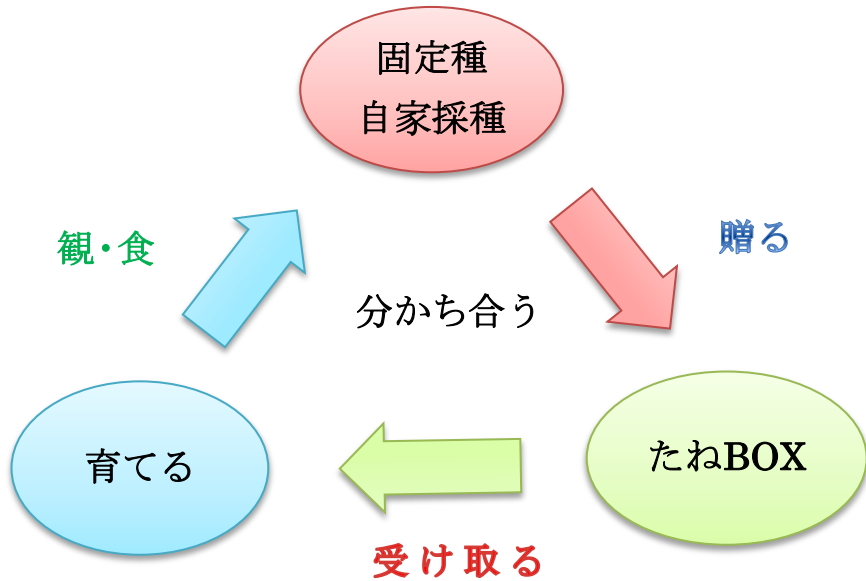 固定種
自家採種
観・食
贈る
分かち合う
育てる
たねBOX
受け取る